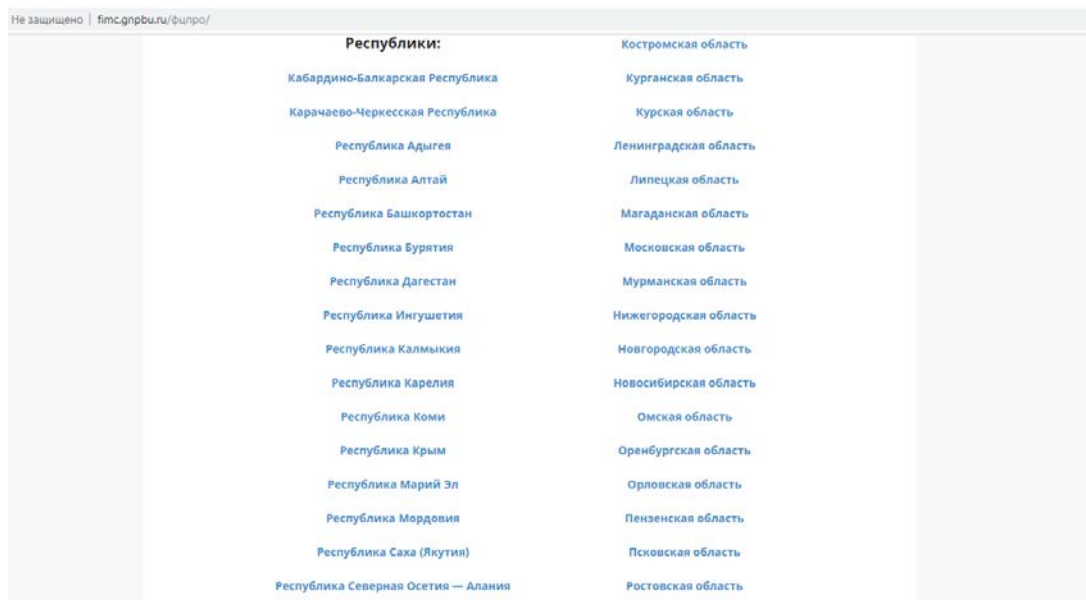 Не защищено | fimc.gnpbu.ru/фцпро/
Республики:
Кабардино-Балкарская Республика
Карачаево-Черкесская Республика
Республика Адыгея
Республика Алтай
Республика Башкортостан
Республика Бурятия
Республика Дагестан
Республика Ингушетия
Республика Калмыкия
Республика Карелия
Республика Коми
Республика Крым
Республика Марий Эл
Республика Мордовия
Республика Саха (Якутия)
Республика Северная Осетия — Алания
Костромская область
Курганская область
Курская область
Ленинградская область
Липецкая область
Магаданская область
Московская область
Мурманская область
Нижегородская область
Новгородская область
Новосибирская область
Омская область
Оренбургская область
Орловская область
Пензенская область
Псковская область
Ростовская область